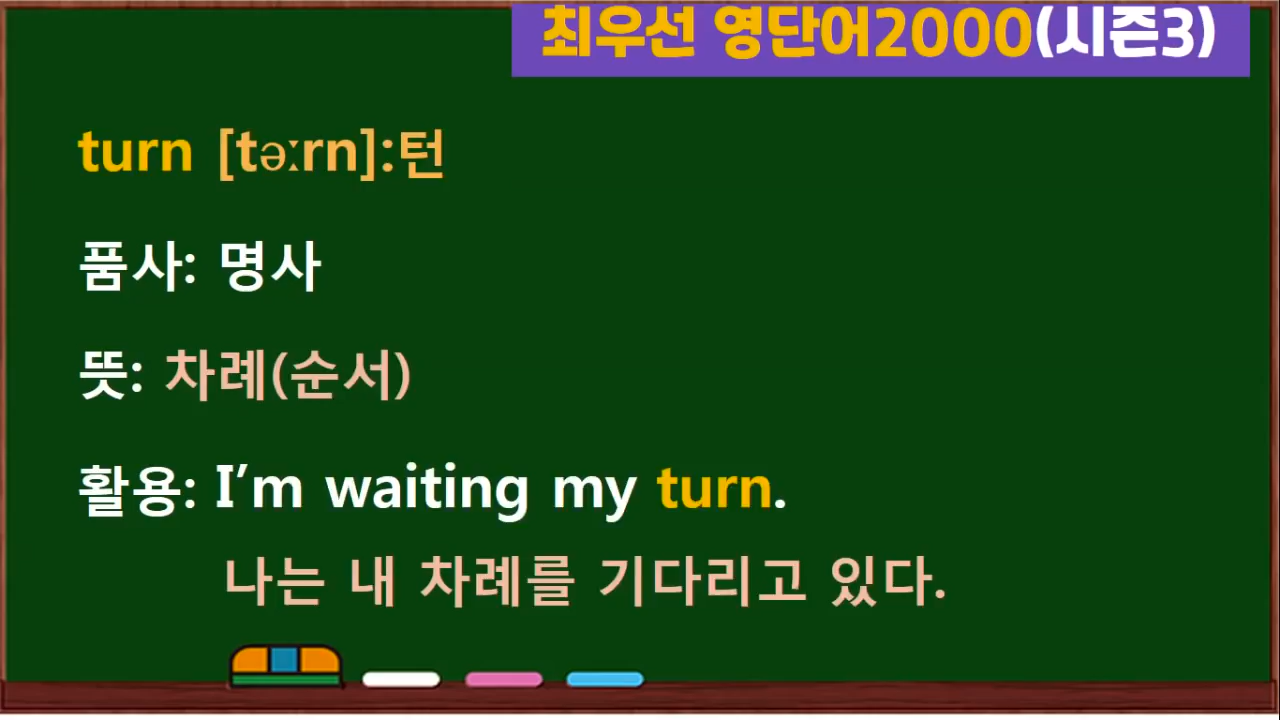 최우선 영단어2000(시즌3)
turn [təːrn]:턴
품사: 명사
뜻: 차례(순서)
활용: I’m waiting my turn.
나는 내 차례를 기다리고 있다.